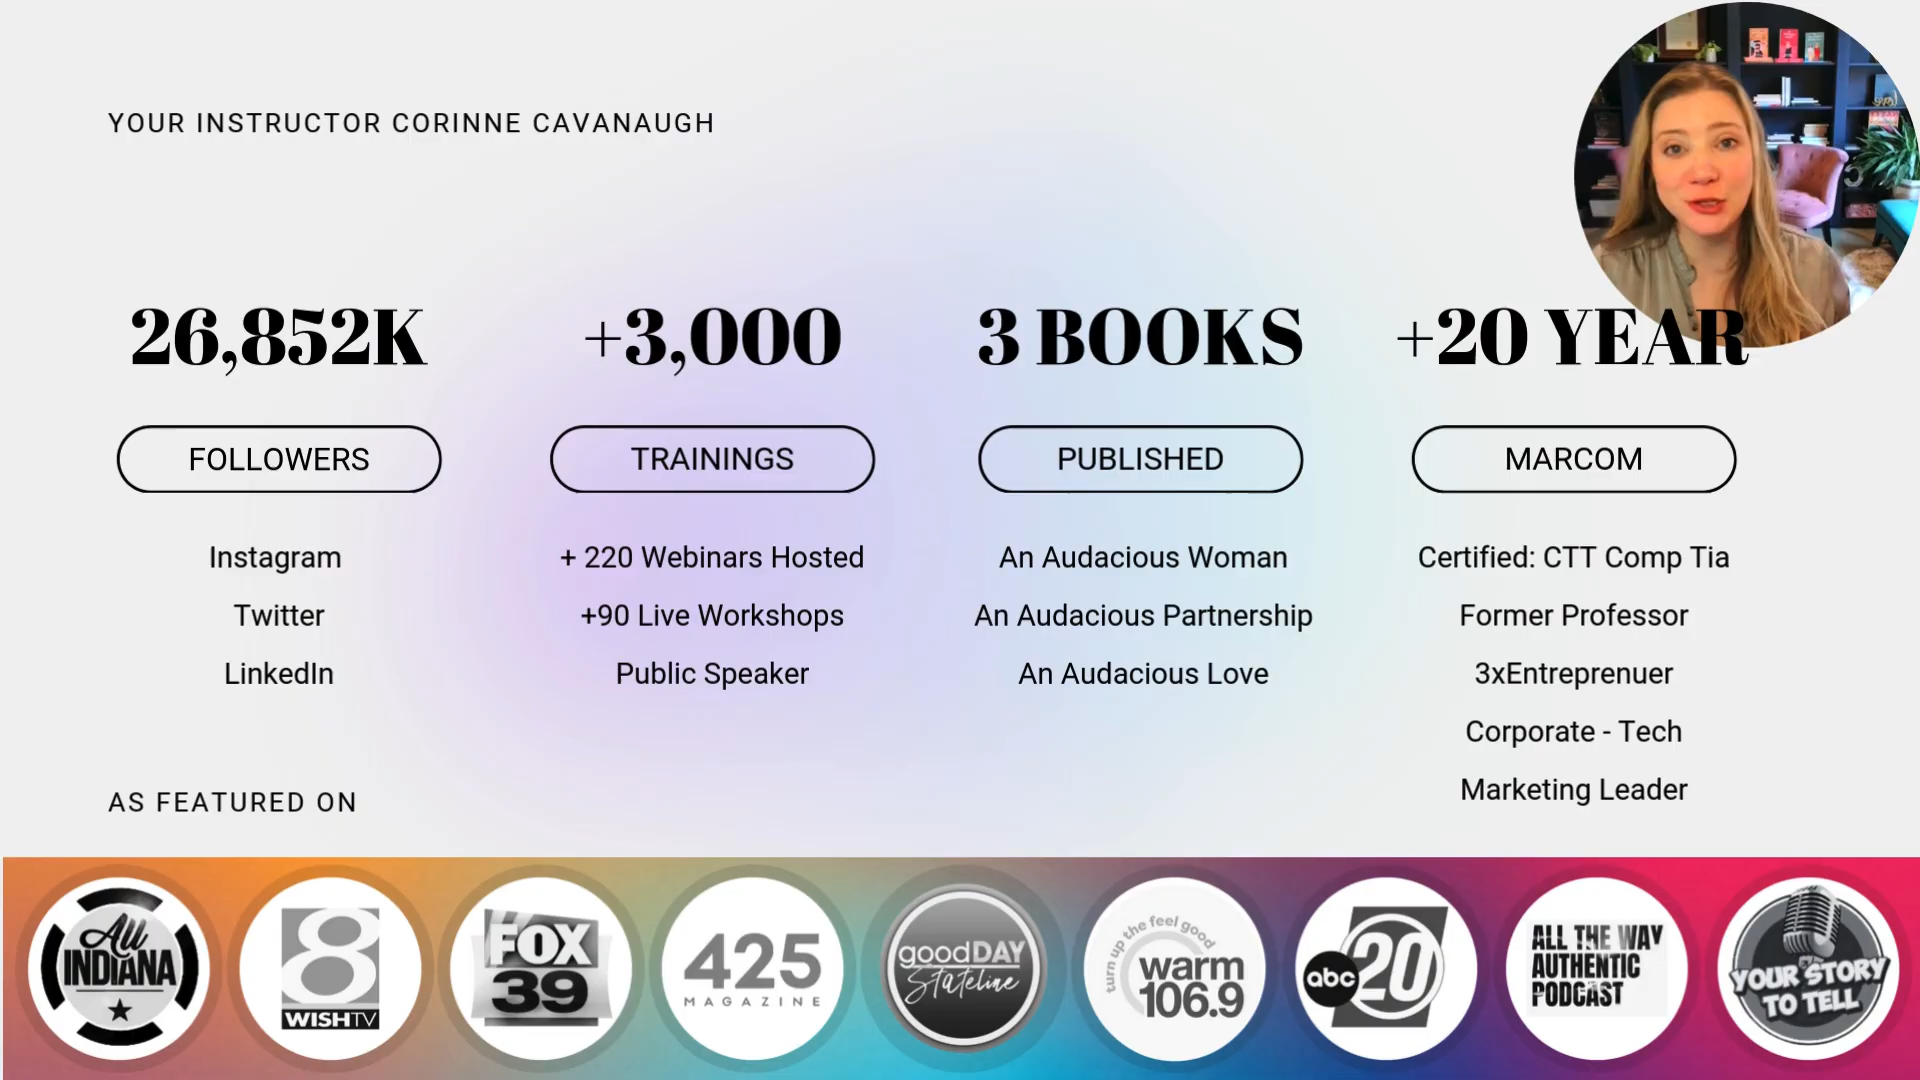 YOUR INSTRUCTOR CORINNE CAVANAUGH
26,852K
FOLLOWERS
Instagram
Twitter
LinkedIn
+3,000
TRAININGS
+ 220 Webinars Hosted
+90 Live Workshops
Public Speaker
3 BOOKS
PUBLISHED
An Audacious Woman
An Audacious Partnership
An Audacious Love
+20 YEAR
MARCOM
Certified: CTT Comp Tia
Former Professor
3xEntreprenuer
Corporate - Tech
Marketing Leader
AS FEATURED ON
All
INDIANA
8
WISHTV
FOX
39
425
MAGAZINE
goodDAY
Stateline
turn up the feel good
warm
106.9
abc 20
ALL THE WAY
AUTHENTIC
PODCAST
YOUR STORY
TO TELL